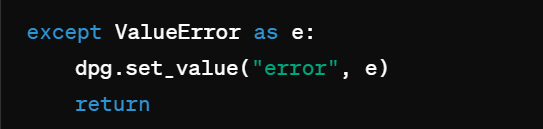 except ValueError as e:
    dpg.set_value("error", e)
    return